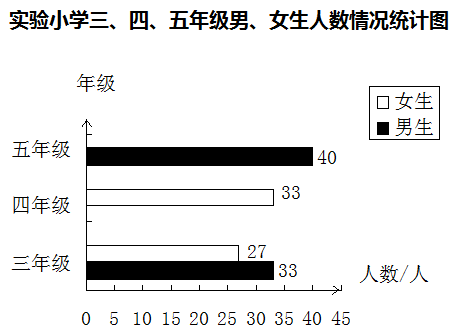 实验小学三、四、五年级男、女生人数情况统计图
年级
女生
男生
五年级
40
四年级
33
三年级
27
33
人数/人
0 5 10 15 20 25 30 35 40 45